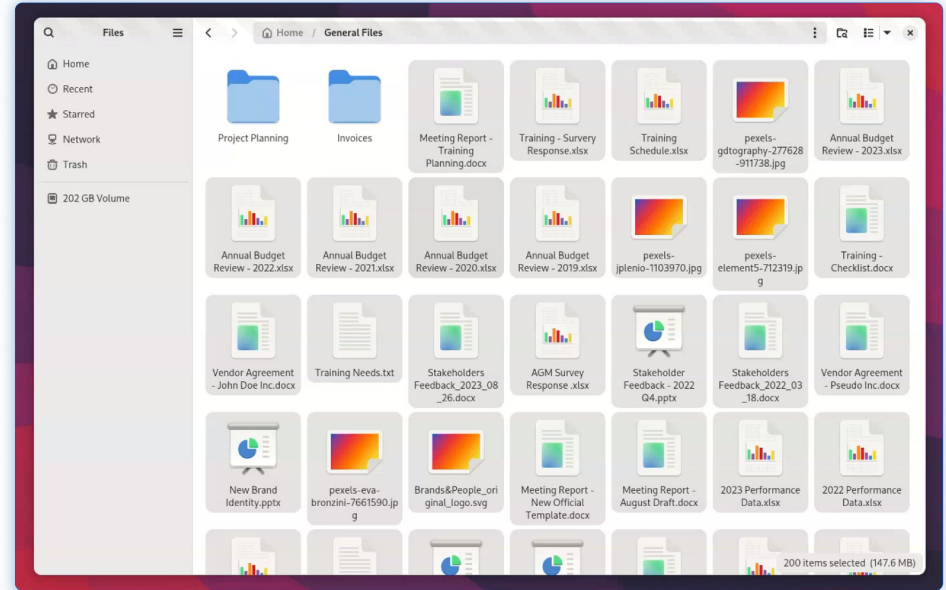 Files
Home / General Files
Home
Recent
Starred
Network
Trash
202 GB Volume
Project Planning
Invoices
Meeting Report -
Training
Planning.docx
Training - Survery
Response.xlsx
Training
Schedule.xlsx
pexels-
gdtography-277628
-911738.jpg
Annual Budget
Review - 2023.xlsx
Annual Budget
Review - 2022.xlsx
Annual Budget
Review - 2021.xlsx
Annual Budget
Review - 2020.xlsx
Annual Budget
Review - 2019.xlsx
pexels-
jplenio-1103970.jpg
pexels-
element5-712319.jp
g
Training -
Checklist.docx
Vendor Agreement
- John Doe Inc.docx
Training Needs.txt
Stakeholders
Feedback_2023_08
_26.docx
AGM Survey
Response .xlsx
Stakeholder
Feedback - 2022
Q4.pptx
Stakeholders
Feedback_2022_03
_18.docx
Vendor Agreement
- Pseudo Inc.docx
New Brand
Identity.pptx
pexels-eva-
bronzini-7661590.jp
g
Brands&People_ori
ginal_logo.svg
Meeting Report -
New Official
Template.docx
Meeting Report -
August Draft.docx
2023 Performance
Data.xlsx
2022 Performance
Data.xlsx
200 items selected (147.6 MB)